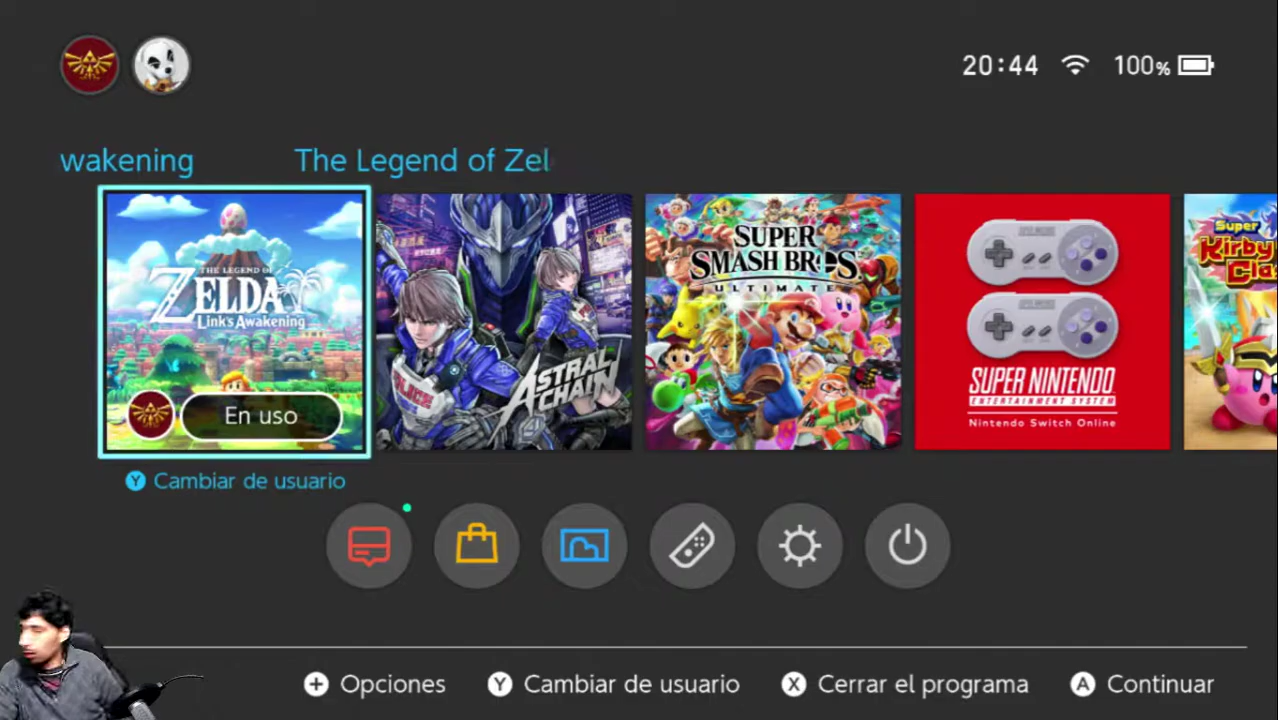 20:44 100%
wakening The Legend of Zel
THE LEGEND OF
ZELDA
Link's Awakening
En uso
POLICE
ASTRAL
CHAIN
SUPER
SMASH BROS
ULTIMATE
SUPER NINTENDO
ENTERTAINMENT SYSTEM
Nintendo Switch Online
Super
Kirby
Cla
Y Cambiar de usuario
+ Opciones Y Cambiar de usuario X Cerrar el programa A Continuar